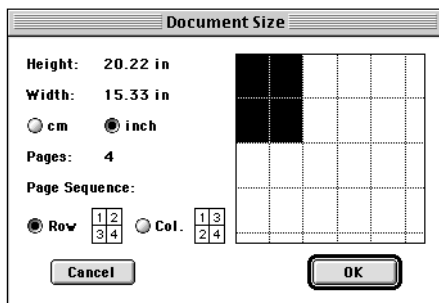 Document Size
Height: 20.22 in
Width: 15.33 in
cm inch
Pages: 4
Page Sequence:
Row 1 2 Col. 1 3
3 4 2 4
Cancel OK